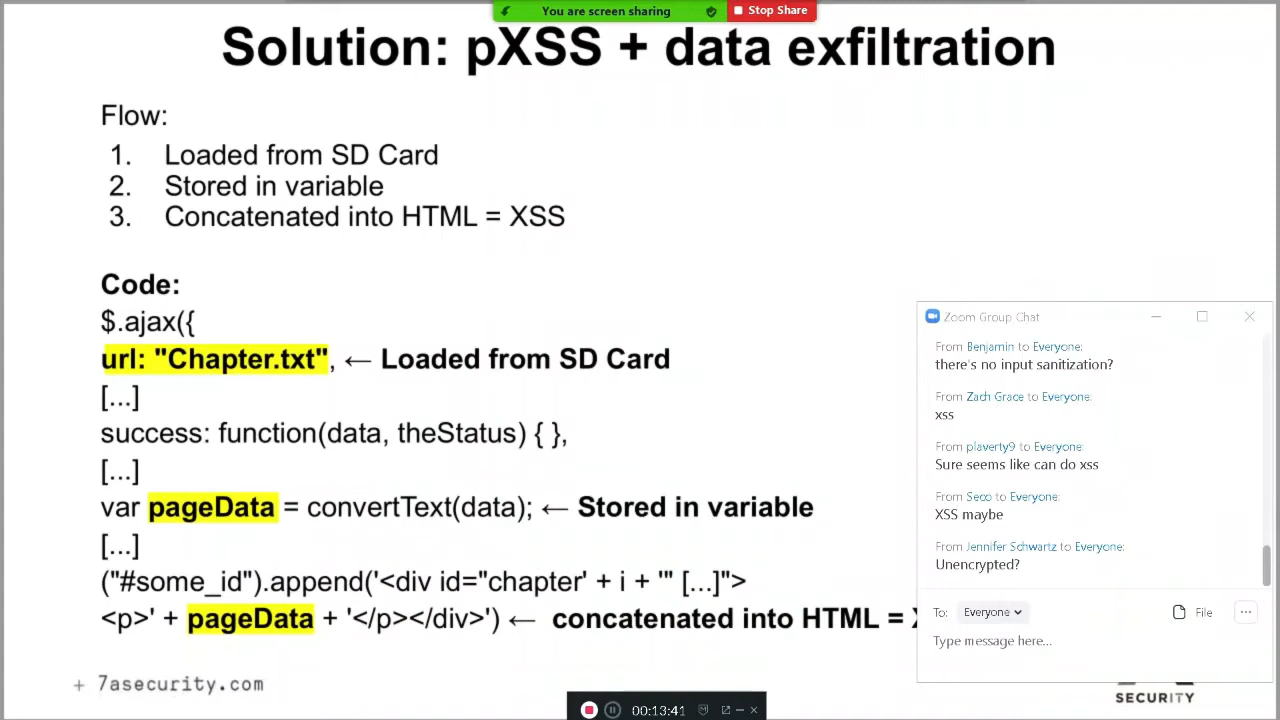 You are screen sharing
Stop Share
Solution: pXSS + data exfiltration
Flow:
1. Loaded from SD Card
2. Stored in variable
3. Concatenated into HTML = XSS
Code:
$.ajax({
url: "Chapter.txt", ← Loaded from SD Card
[...]
success: function(data, theStatus) { },
[...]
var pageData = convertText(data); ← Stored in variable
[...]
("#some_id").append('<div id="chapter' + i + '" [...]">
<p>' + pageData + '</p></div>') ← concatenated into HTML =
Zoom Group Chat
From Benjamin to Everyone:
there's no input sanitization?
From Zach Grace to Everyone:
xss
From plaverty9 to Everyone:
Sure seems like can do xss
From Seco to Everyone:
XSS maybe
From Jennifer Schwartz to Everyone:
Unencrypted?
To: Everyone
File
Type message here...
+ 7asecurity.com
SECURITY
00:13:41